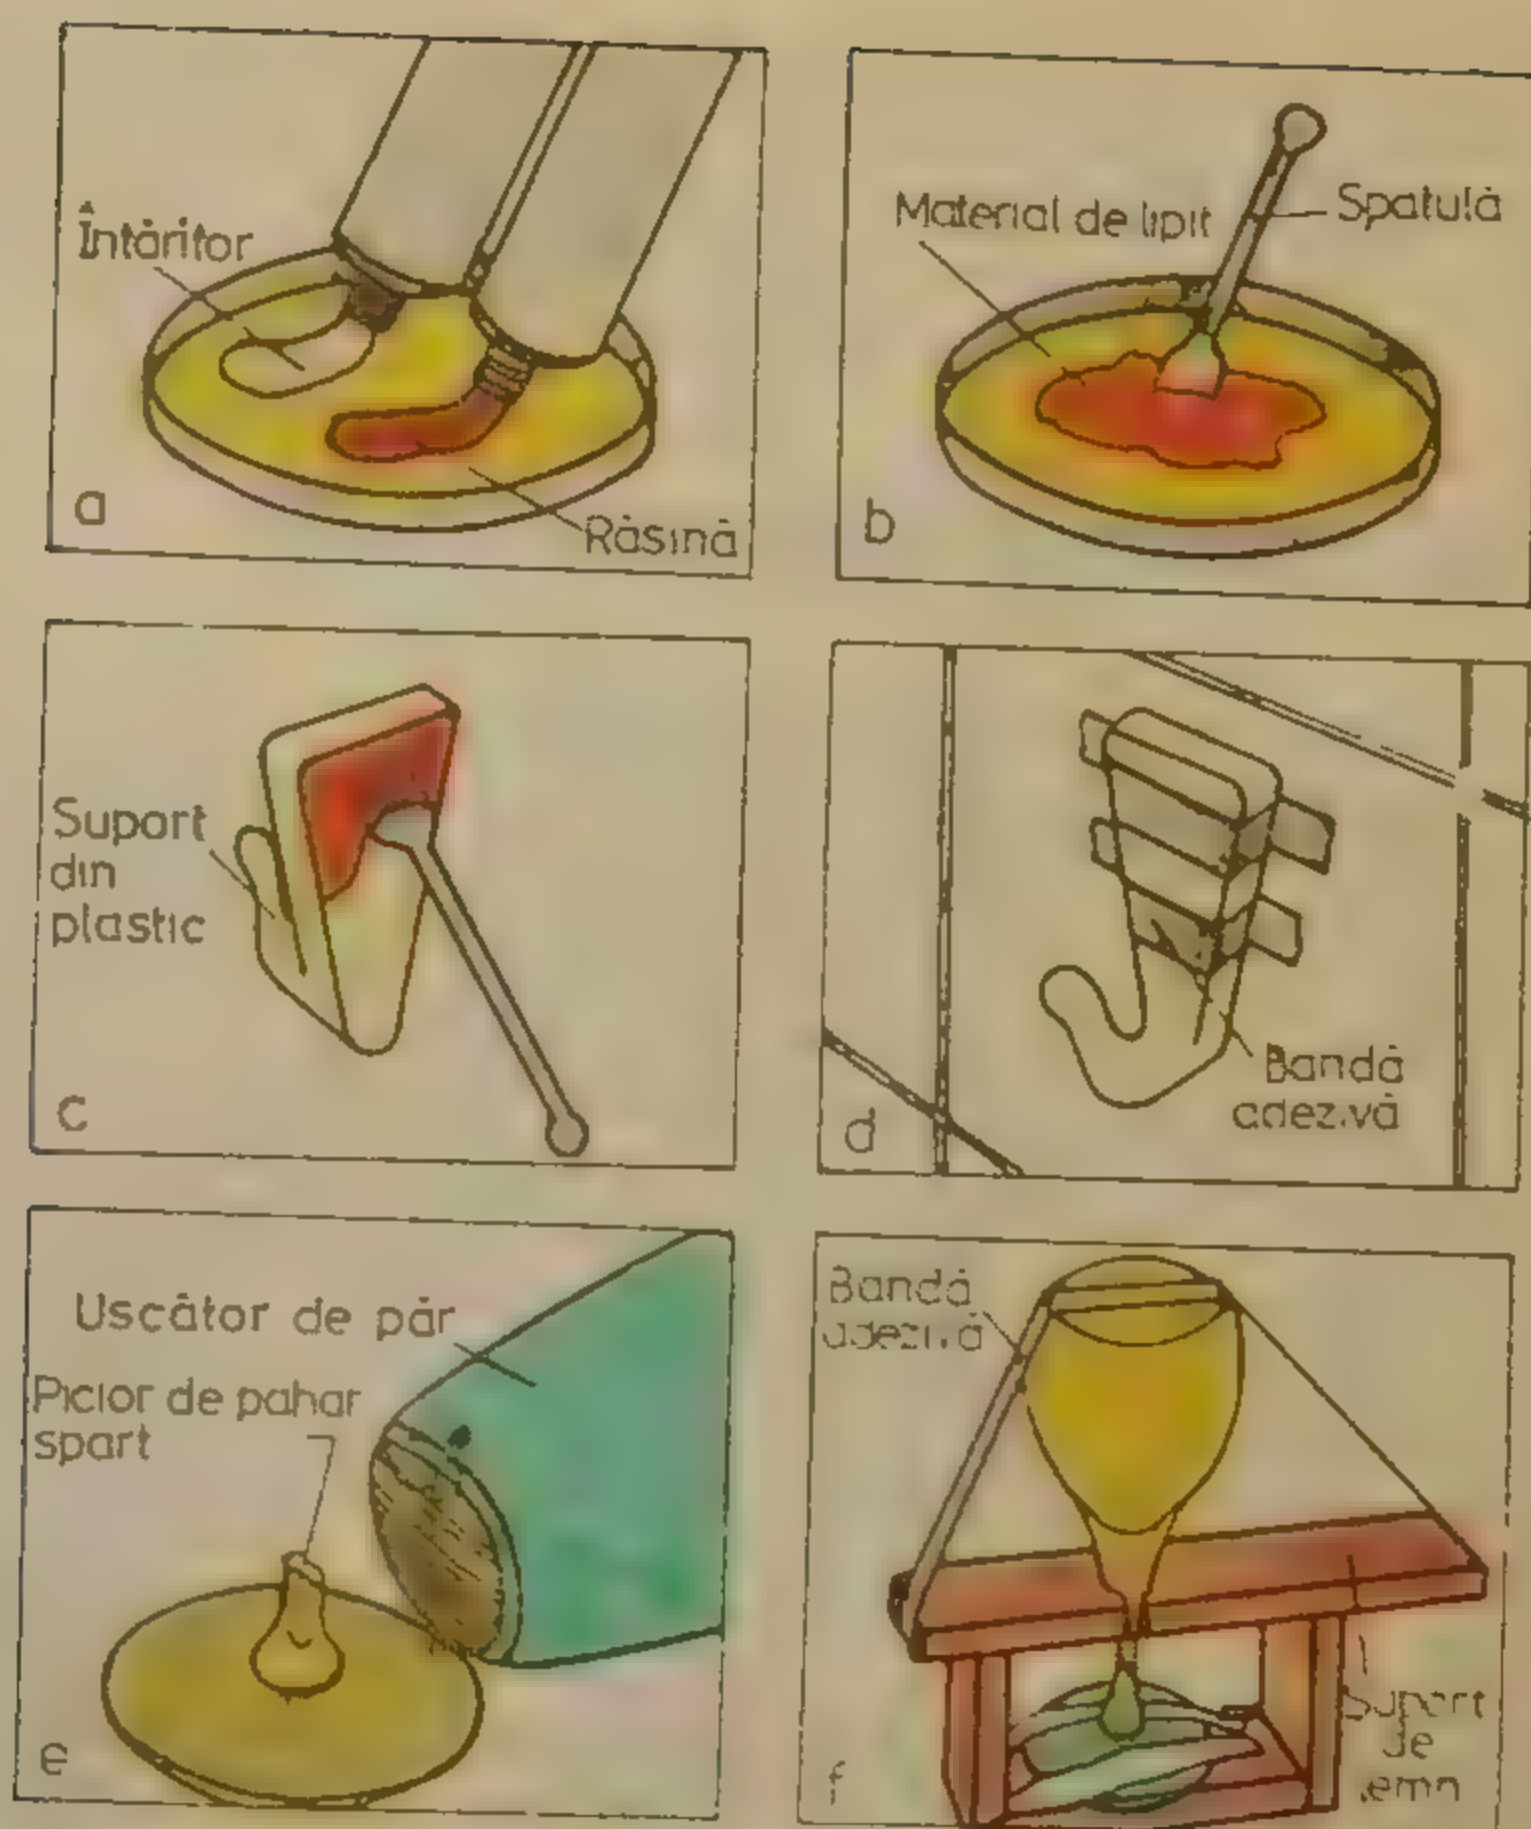 Întăritor
Rășină
a
Material de lipit
Spatulă
b
Suport
din
plastic
c
Bandă
adezivă
d
Uscător de păr
Picior de pahar
spart
e
Bandă
adezivă
f
Suport
de
lemn